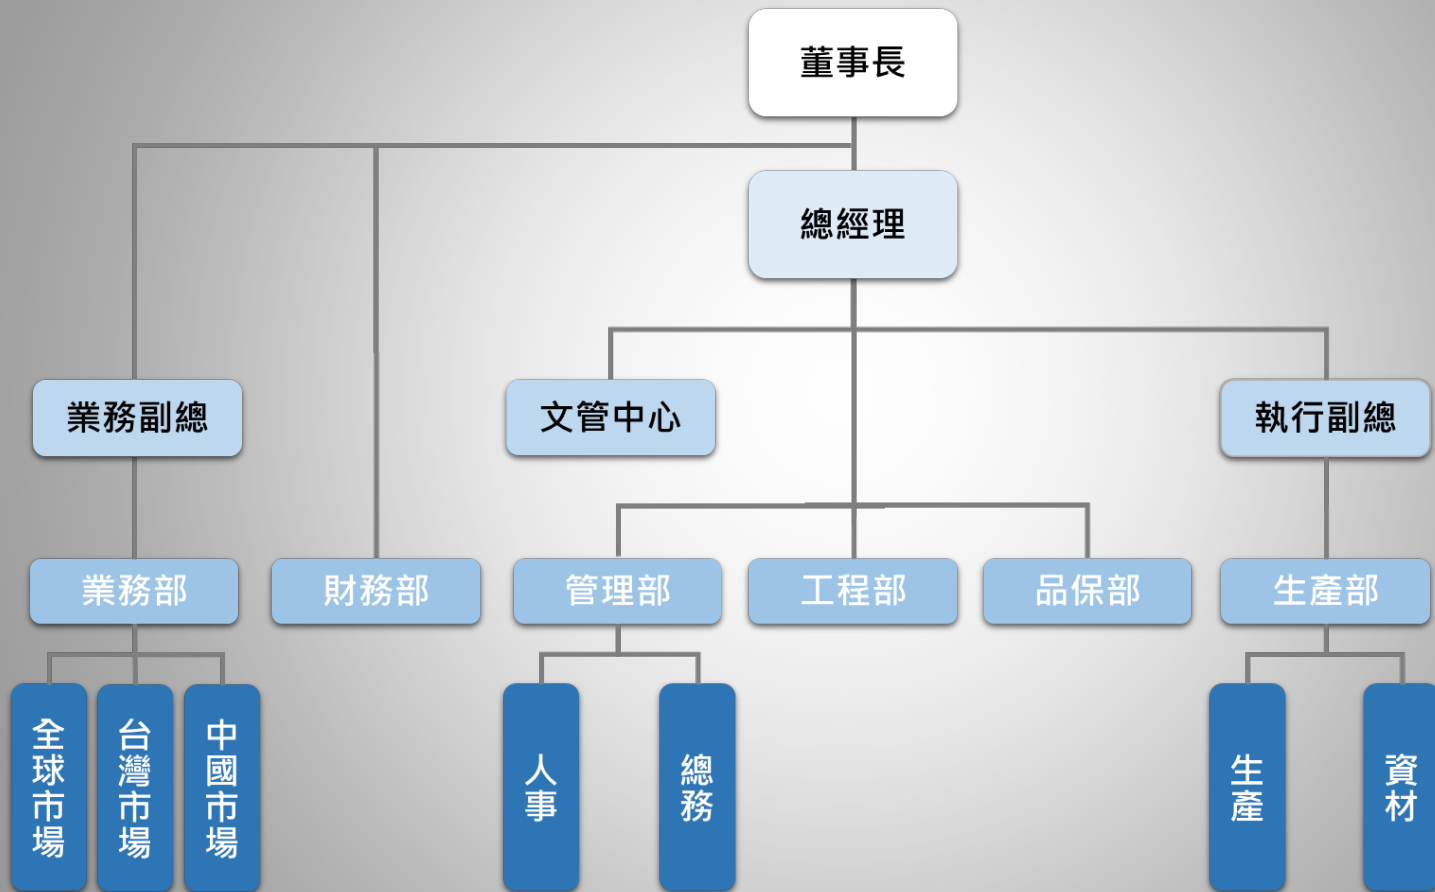 董事長
總經理
業務副總
文管中心
執行副總
業務部
財務部
管理部
工程部
品保部
生產部
全球市場
台灣市場
中國市場
人事
總務
生產
資材